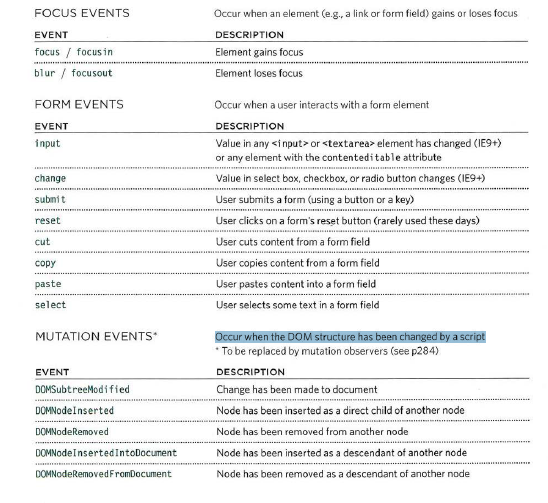 FOCUS EVENTS Occur when an element (e.g., a link or form field) gains or loses focus
EVENT DESCRIPTION
focus / focusin Element gains focus
blur / focusout Element loses focus
FORM EVENTS Occur when a user interacts with a form element
EVENT DESCRIPTION
input Value in any <input> or <textarea> element has changed (IE9+)
or any element with the contenteditable attribute
change Value in select box, checkbox, or radio button changes (IE9+)
submit User submits a form (using a button or a key)
reset User clicks on a form's reset button (rarely used these days)
cut User cuts content from a form field
copy User copies content from a form field
paste User pastes content into a form field
select User selects some text in a form field
MUTATION EVENTS* Occur when the DOM structure has been changed by a script
* To be replaced by mutation observers (see p284)
EVENT DESCRIPTION
DOMSubtreeModified Change has been made to document
DOMNodeInserted Node has been inserted as a direct child of another node
DOMNodeRemoved Node has been removed from another node
DOMNodeInsertedIntoDocument Node has been inserted as a descendant of another node
DOMNodeRemovedFromDocument Node has been removed as a descendant of another node